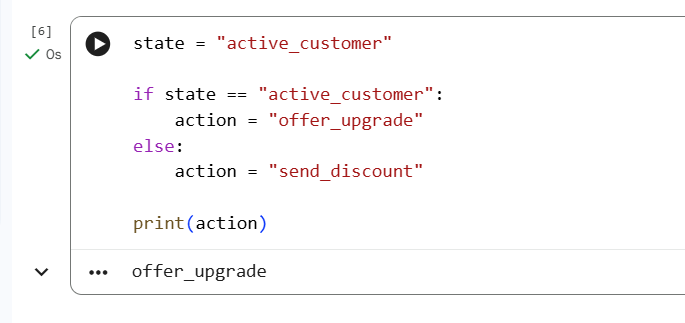 [6]
0s
state = "active_customer"
if state == "active_customer":
    action = "offer_upgrade"
else:
    action = "send_discount"
print(action)
offer_upgrade